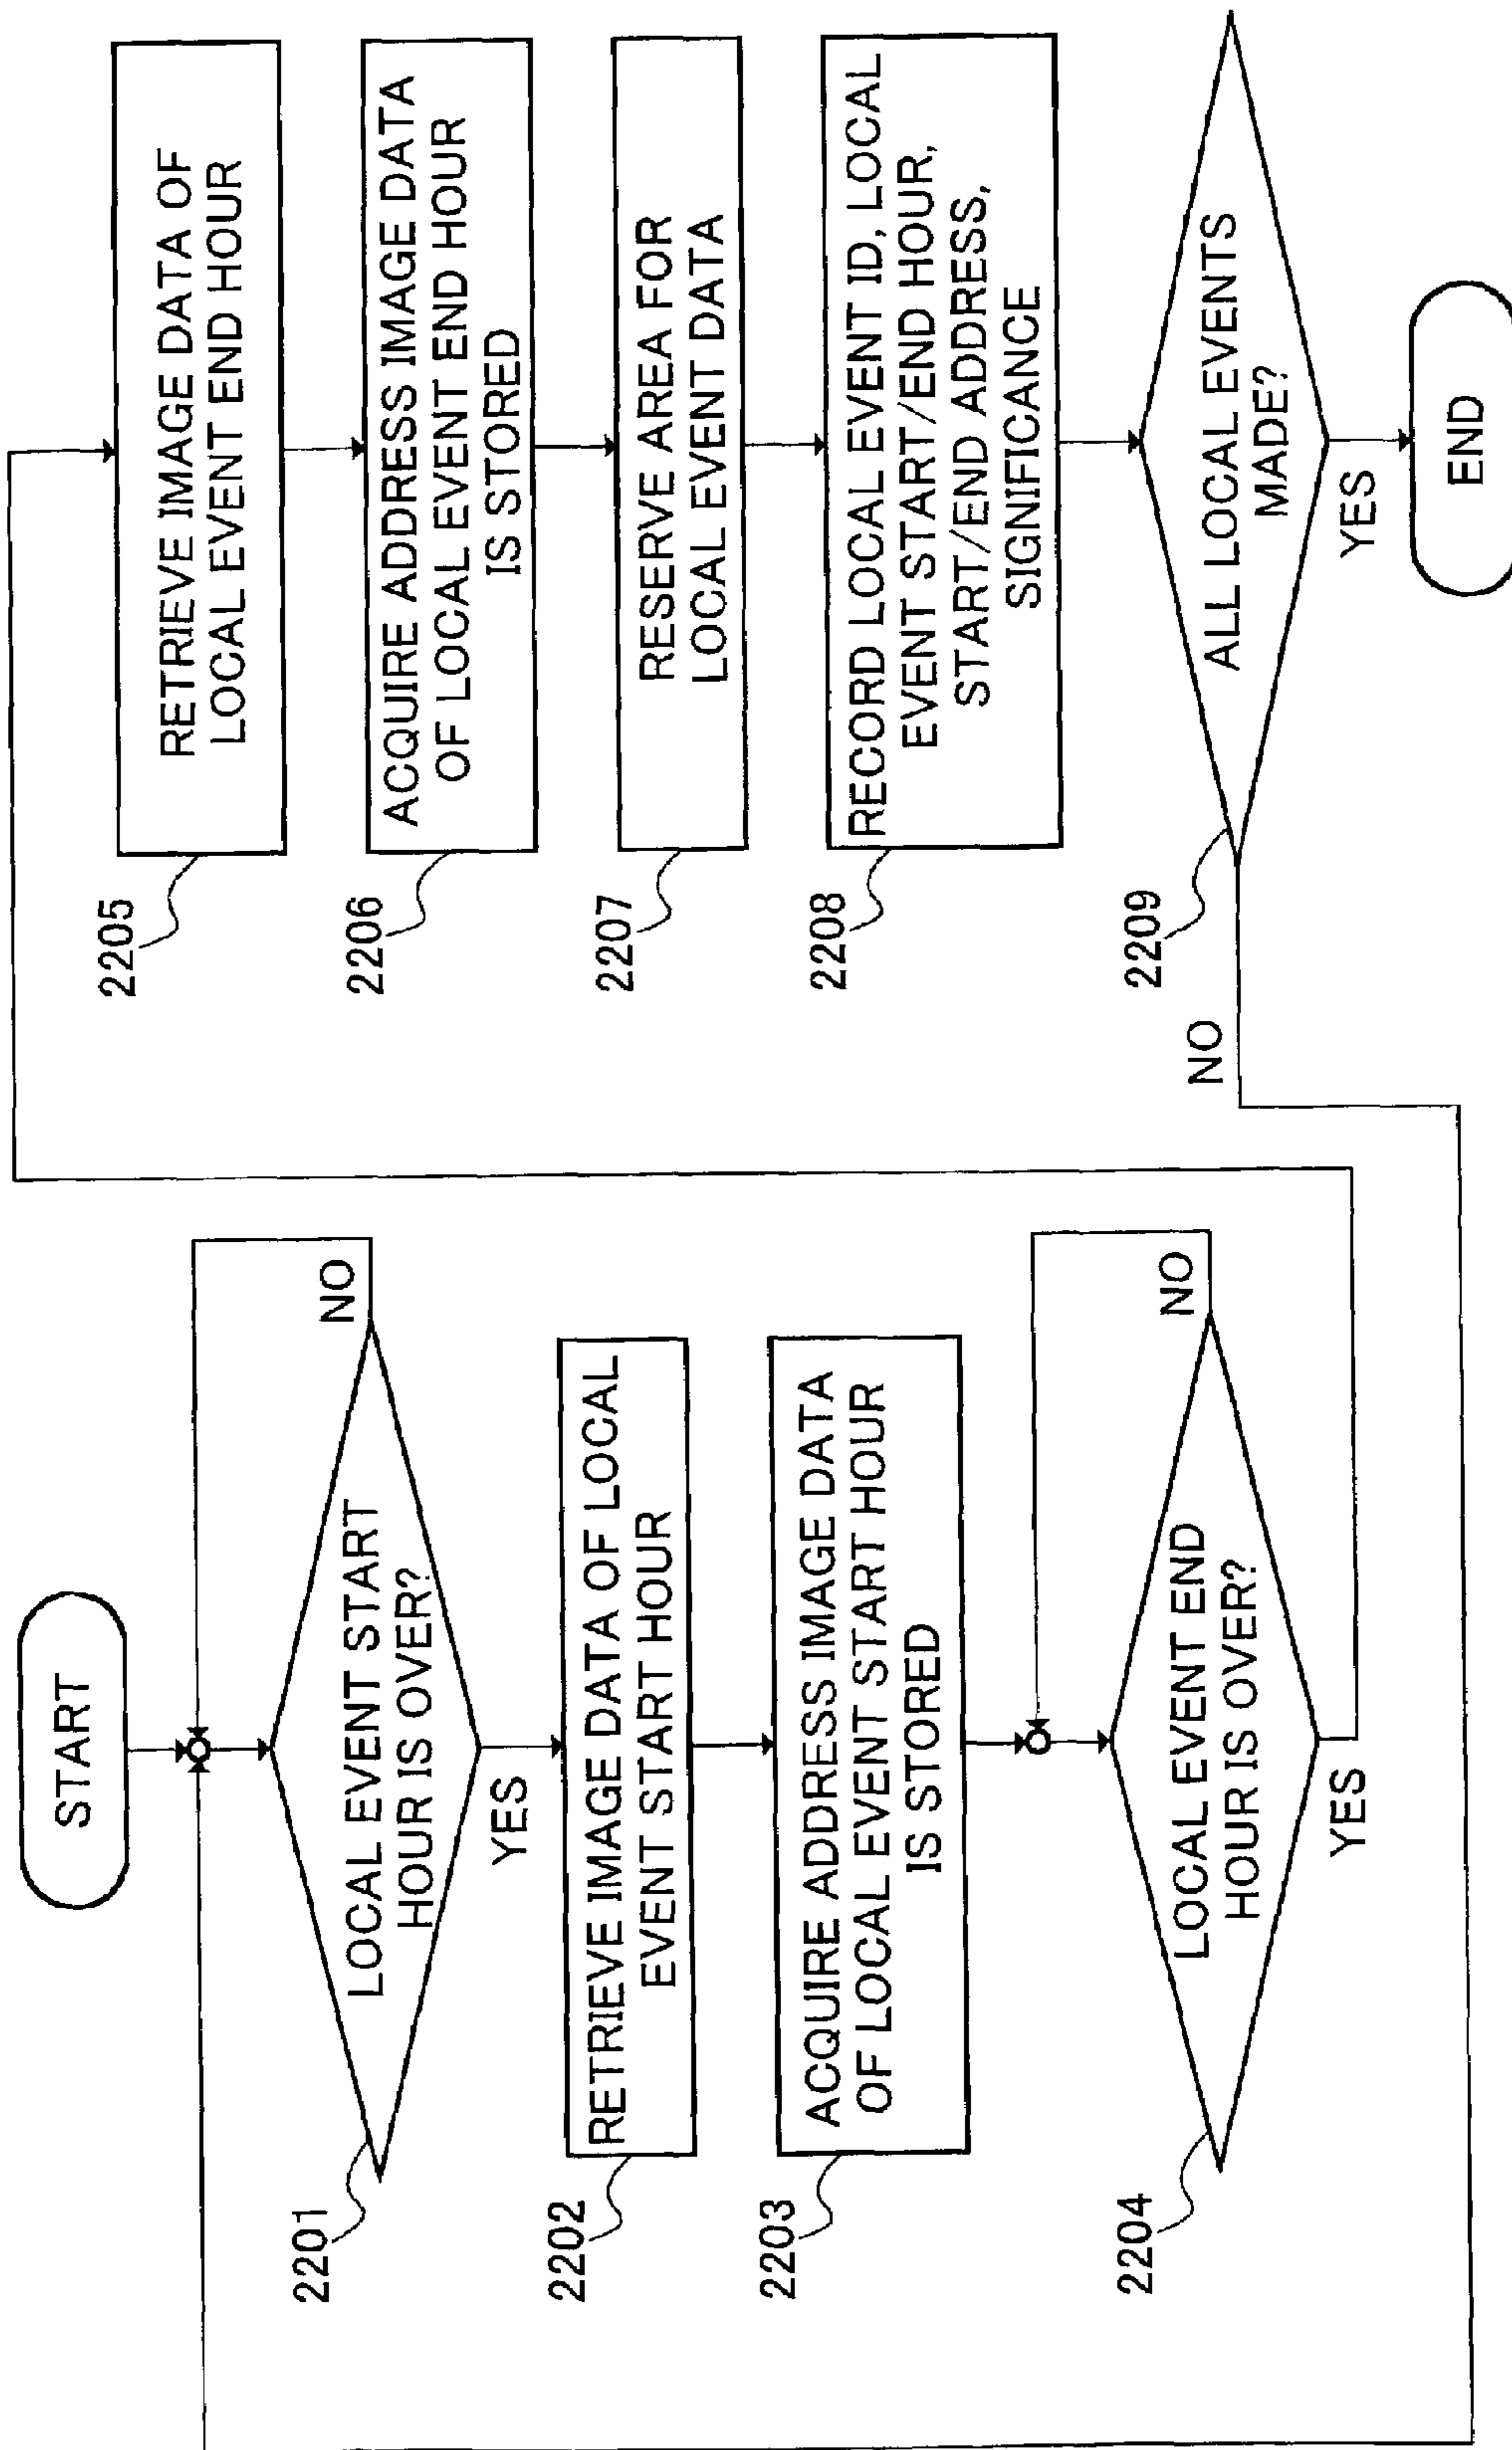 START
LOCAL EVENT START
HOUR IS OVER?
NO
YES
2201
RETRIEVE IMAGE DATA OF LOCAL
EVENT START HOUR
2202
ACQUIRE ADDRESS IMAGE DATA
OF LOCAL EVENT START HOUR
IS STORED
2203
LOCAL EVENT END
HOUR IS OVER?
NO
YES
2204
RETRIEVE IMAGE DATA OF
LOCAL EVENT END HOUR
2205
ACQUIRE ADDRESS IMAGE DATA
OF LOCAL EVENT END HOUR
IS STORED
2206
RESERVE AREA FOR
LOCAL EVENT DATA
2207
RECORD LOCAL EVENT ID, LOCAL
EVENT START/END HOUR,
START/END ADDRESS,
SIGNIFICANCE
2208
ALL LOCAL EVENTS
MADE?
2209
NO
YES
END